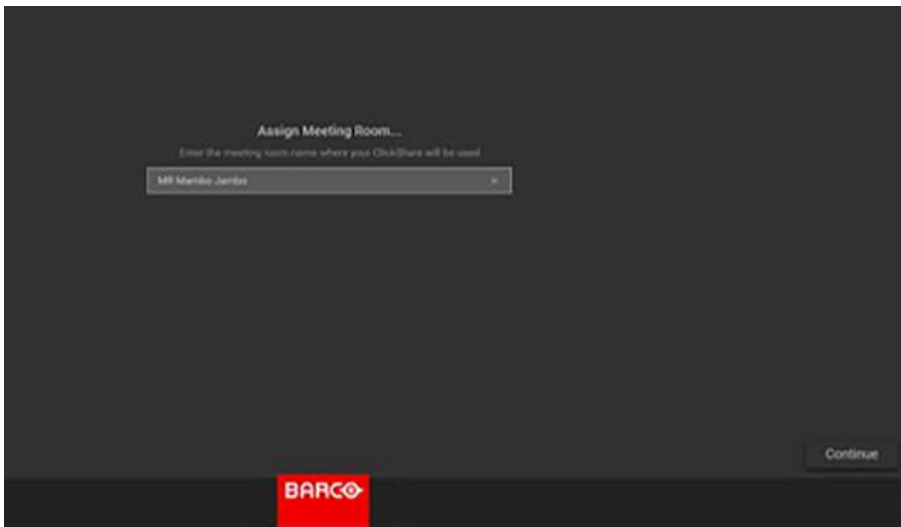 Assign Meeting Room...
Enter the meeting room name where your ClickShare will be used
MR Mambo Jambo
Continue
BARCO